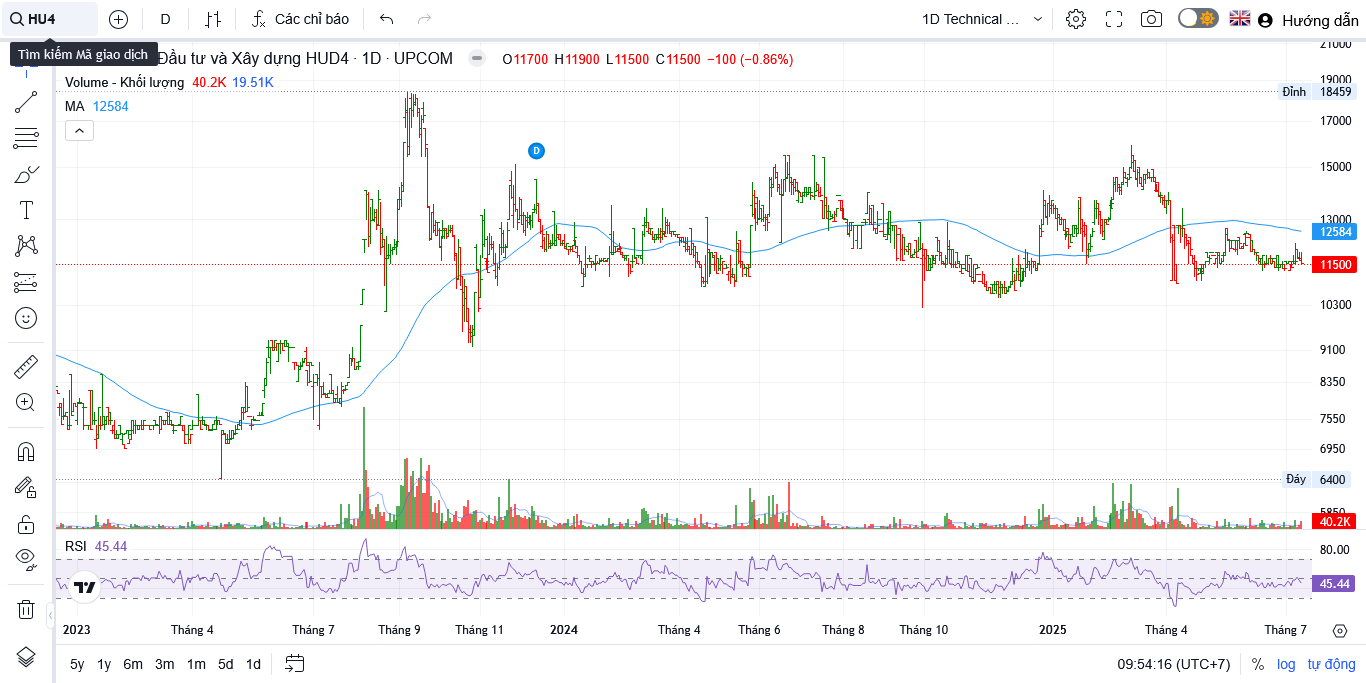 HU4
D
Các chỉ báo
1D Technical ...
Hướng dẫn
Tìm kiếm Mã giao dịch
Đầu tư và Xây dựng HUD4 · 1D · UPCOM
O11700 H11900 L11500 C11500 −100 (−0.86%)
Volume - Khối lượng 40.2K 19.51K
MA 12584
D
21000
19000
Đỉnh 18459
17000
15000
13000
12584
11500
10300
9100
8350
7550
6950
Đáy 6400
5850
40.2K
RSI 45.44
80.00
45.44
2023 Tháng 4 Tháng 7 Tháng 9 Tháng 11 2024 Tháng 4 Tháng 6 Tháng 8 Tháng 10 2025 Tháng 4 Tháng 7
5y 1y 6m 3m 1m 5d 1d
09:54:16 (UTC+7) % log tự động